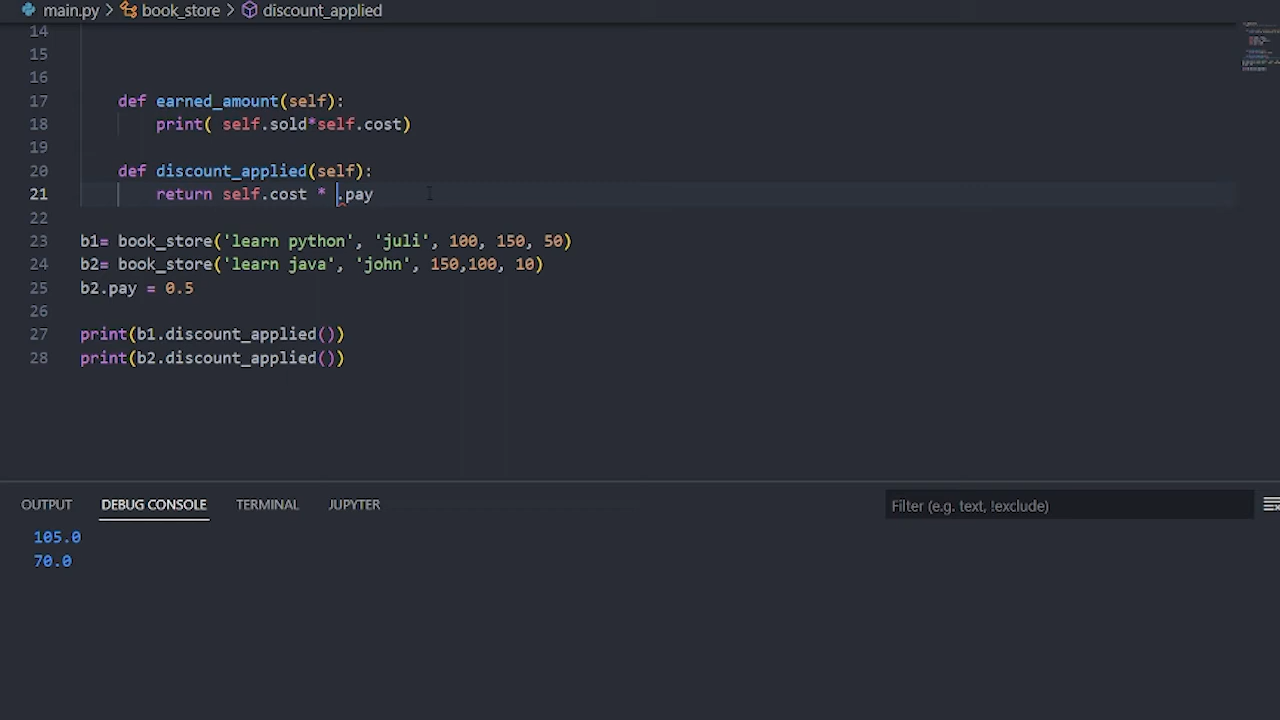 main.py > book_store > discount_applied
14
15
16
17 def earned_amount(self):
18 print( self.sold*self.cost)
19
20 def discount_applied(self):
21 return self.cost * .pay
22
23 b1= book_store('learn python', 'juli', 100, 150, 50)
24 b2= book_store('learn java', 'john', 150,100, 10)
25 b2.pay = 0.5
26
27 print(b1.discount_applied())
28 print(b2.discount_applied())
OUTPUT DEBUG CONSOLE TERMINAL JUPYTER Filter (e.g. text, !exclude)
105.0
70.0